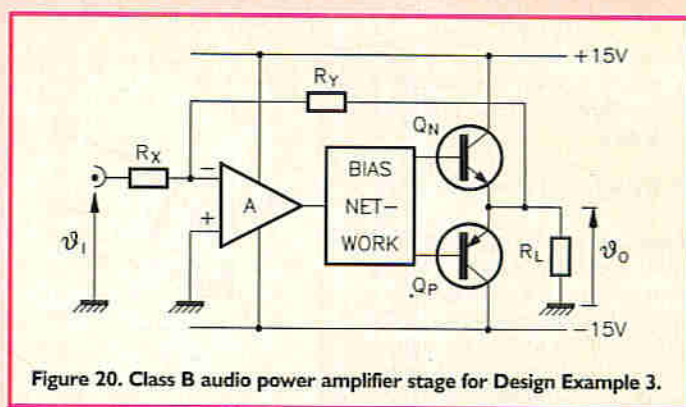 +15V
R_Y
Q_N
R_X
−
A
+
BIAS
NET–
WORK
ϑ_I
R_L
ϑ_O
Q_P
−15V
Figure 20. Class B audio power amplifier stage for Design Example 3.